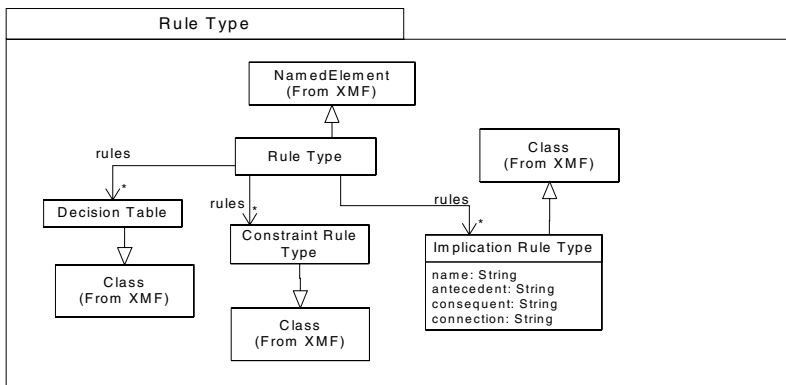 Rule Type
NamedElement
(From XMF)
Rule Type
Class
(From XMF)
rules
*
Decision Table
Class
(From XMF)
rules
*
Constraint Rule
Type
Class
(From XMF)
rules
*
Implication Rule Type
name: String
antecedent: String
consequent: String
connection: String